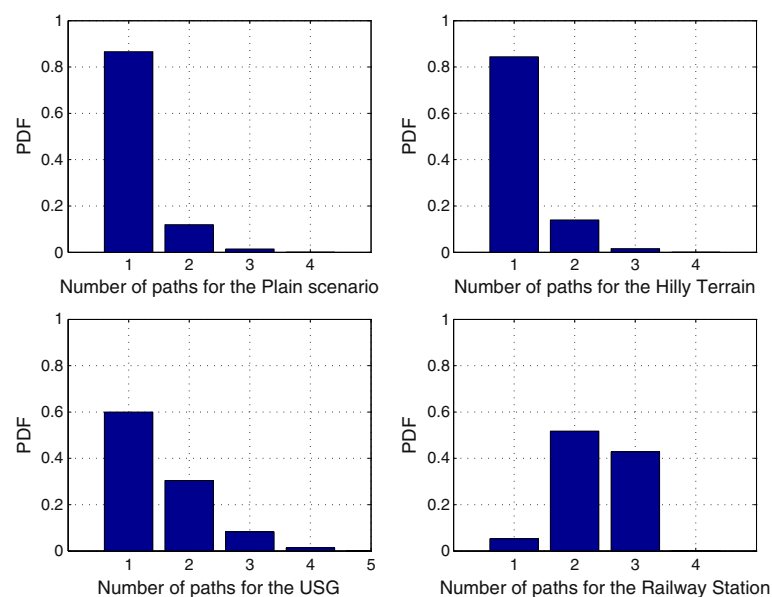 1
0.8
0.6
0.4
0.2
0
PDF
1 2 3 4
Number of paths for the Plain scenario
1
0.8
0.6
0.4
0.2
0
PDF
1 2 3 4
Number of paths for the Hilly Terrain
1
0.8
0.6
0.4
0.2
0
PDF
1 2 3 4 5
Number of paths for the USG
1
0.8
0.6
0.4
0.2
0
PDF
1 2 3 4
Number of paths for the Railway Station